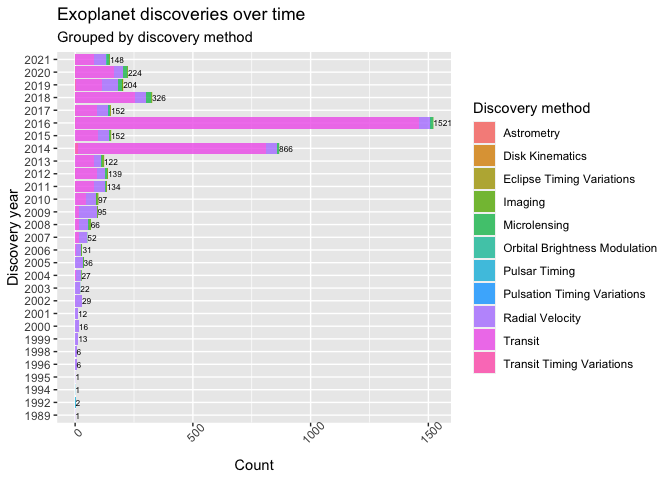 Exoplanet discoveries over time
Grouped by discovery method
Discovery year
2021 148
2020 224
2019 204
2018 326
2017 152
2016 1521
2015 152
2014 866
2013 122
2012 139
2011 134
2010 97
2009 95
2008 66
2007 52
2006 31
2005 36
2004 27
2003 22
2002 29
2001 12
2000 16
1999 13
1998 6
1996 6
1995 1
1994 1
1992 2
1989 1
0 500 1000 1500
Count
Discovery method
Astrometry
Disk Kinematics
Eclipse Timing Variations
Imaging
Microlensing
Orbital Brightness Modulation
Pulsar Timing
Pulsation Timing Variations
Radial Velocity
Transit
Transit Timing Variations